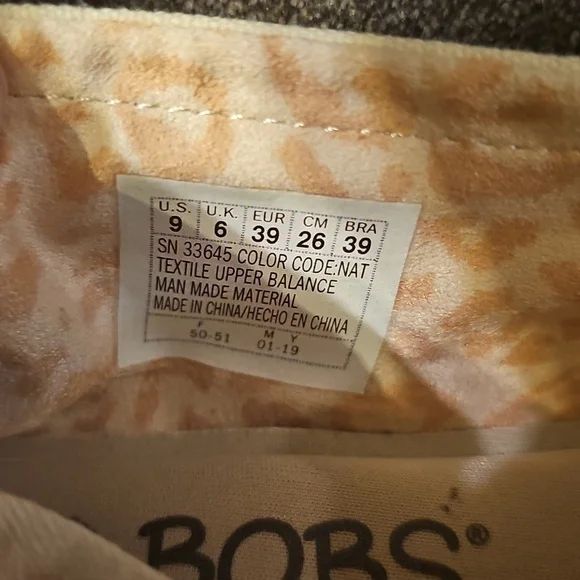 U.S. U.K. EUR CM BRA
9 6 39 26 39
SN 33645 COLOR CODE:NAT
TEXTILE UPPER BALANCE
MAN MADE MATERIAL
MADE IN CHINA/HECHO EN CHINA
F M Y
50-51 01-19
BOBS®